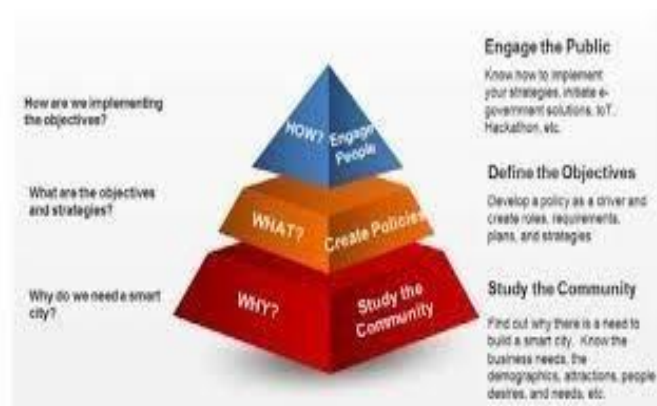 How are we implementing
the objectives?
What are the objectives
and strategies?
Why do we need a smart
city?
HOW?
Engage
People
WHAT?
Create Policies
WHY?
Study the
Community
Engage the Public
Know how to implement
your strategies, initiate e-
government solutions, IoT,
Hackathon, etc.
Define the Objectives
Develop a policy as a driver and
create roles, requirements,
plans, and strategies
Study the Community
Find out why there is a need to
build a smart city. Know the
business needs, the
demographics, attractions, people
desires, and needs, etc.